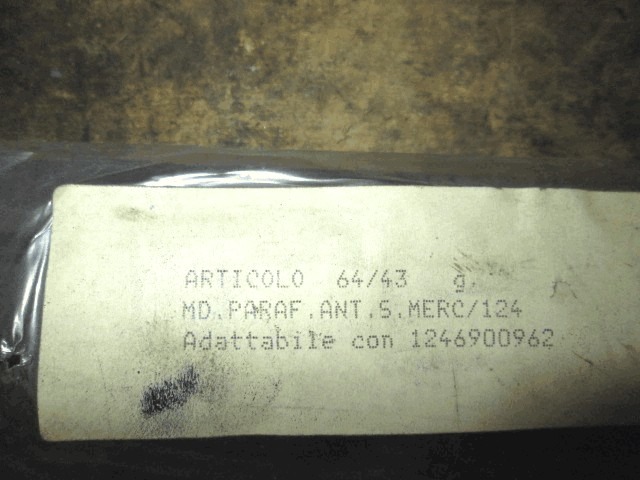 ARTICOLO 64/43 g.
MD.PARAF.ANT.S.MERC/124
Adattabile con 1246900962